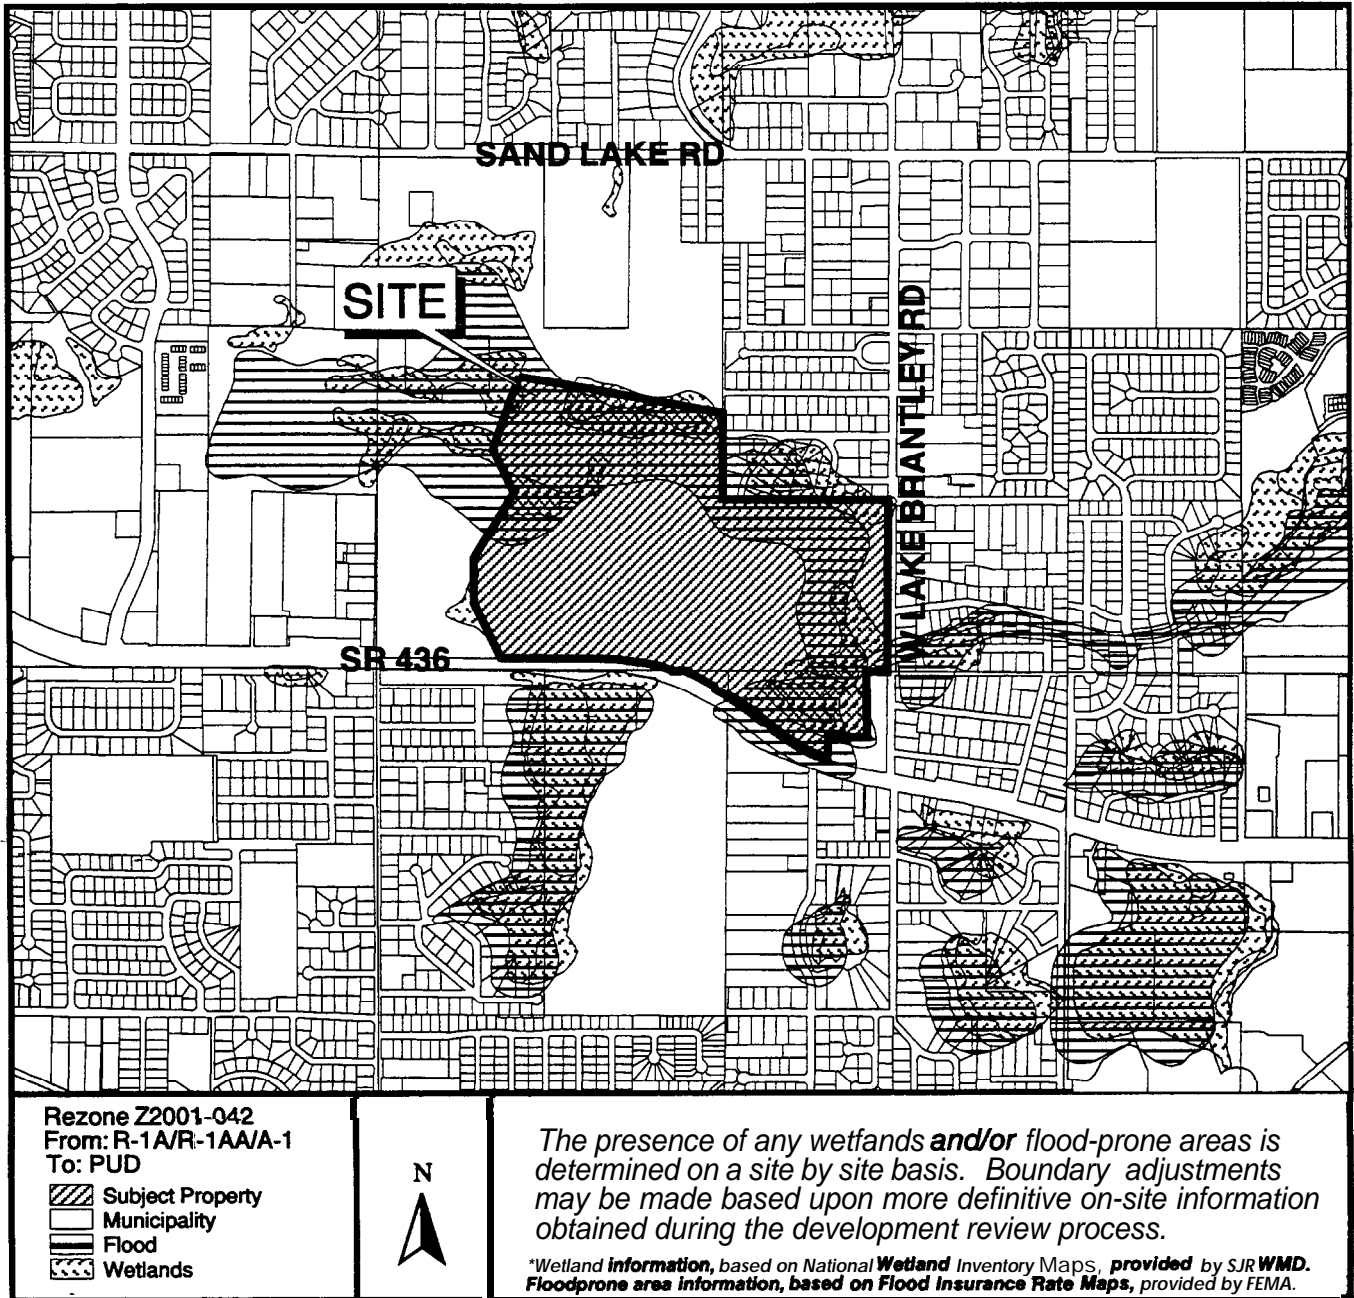 SAND LAKE RD
SITE
W LAKE BRANTLEY RD
SR 436
Rezone Z2001-042
From: R-1A/R-1AA/A-1
To: PUD
Subject Property
Municipality
Flood
Wetlands
N
The presence of any wetfands and/or flood-prone areas is
determined on a site by site basis. Boundary adjustments
may be made based upon more definitive on-site information
obtained during the development review process.
*Wetland information, based on National Wetland Inventory Maps, provided by SJR WMD.
Floodprone area information, based on Flood Insurance Rate Maps, provided by FEMA.